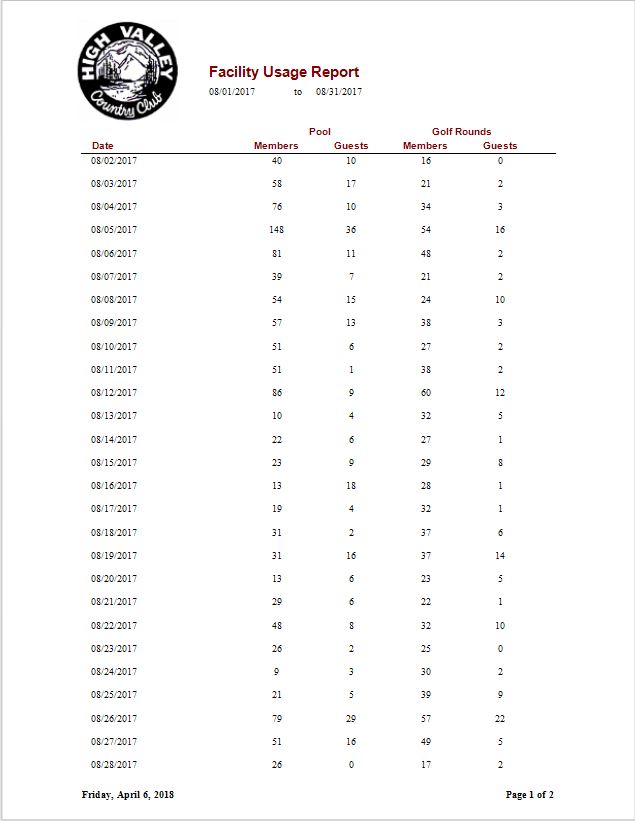 HIGH VALLEY
Country Club
Facility Usage Report
08/01/2017 to 08/31/2017
Pool Golf Rounds
Date Members Guests Members Guests
08/02/2017 40 10 16 0
08/03/2017 58 17 21 2
08/04/2017 76 10 34 3
08/05/2017 148 36 54 16
08/06/2017 81 11 48 2
08/07/2017 39 7 21 2
08/08/2017 54 15 24 10
08/09/2017 57 13 38 3
08/10/2017 51 6 27 2
08/11/2017 51 1 38 2
08/12/2017 86 9 60 12
08/13/2017 10 4 32 5
08/14/2017 22 6 27 1
08/15/2017 23 9 29 8
08/16/2017 13 18 28 1
08/17/2017 19 4 32 1
08/18/2017 31 2 37 6
08/19/2017 31 16 37 14
08/20/2017 13 6 23 5
08/21/2017 29 6 22 1
08/22/2017 48 8 32 10
08/23/2017 26 2 25 0
08/24/2017 9 3 30 2
08/25/2017 21 5 39 9
08/26/2017 79 29 57 22
08/27/2017 51 16 49 5
08/28/2017 26 0 17 2
Friday, April 6, 2018 Page 1 of 2